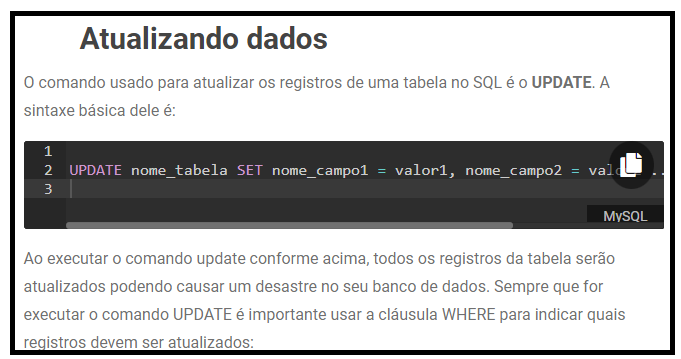 Atualizando dados
O comando usado para atualizar os registros de uma tabela no SQL é o UPDATE. A
sintaxe básica dele é:
1
2 UPDATE nome_tabela SET nome_campo1 = valor1, nome_campo2 =
3
MySQL
Ao executar o comando update conforme acima, todos os registros da tabela serão
atualizados podendo causar um desastre no seu banco de dados. Sempre que for
executar o comando UPDATE é importante usar a cláusula WHERE para indicar quais
registros devem ser atualizados: